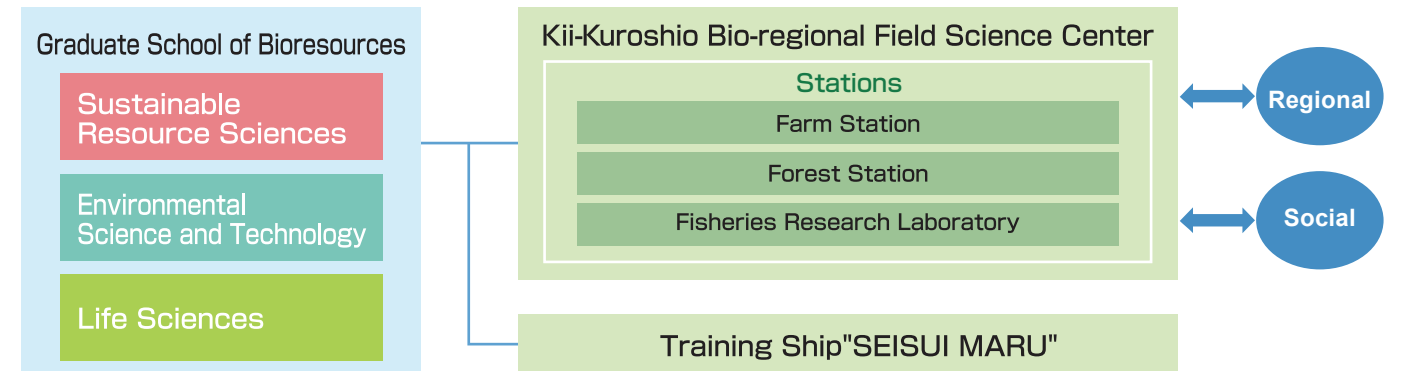 Graduate School of Bioresources
Sustainable
Resource Sciences
Environmental
Science and Technology
Life Sciences
Kii-Kuroshio Bio-regional Field Science Center
Stations
Farm Station
Forest Station
Fisheries Research Laboratory
Training Ship"SEISUI MARU"
Regional
Social